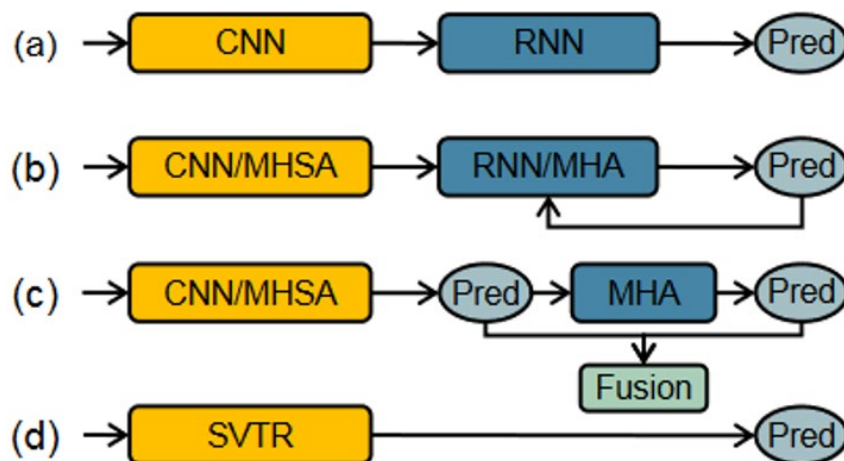 (a) CNN RNN Pred
(b) CNN/MHSA RNN/MHA Pred
(c) CNN/MHSA Pred MHA Pred
Fusion
(d) SVTR Pred